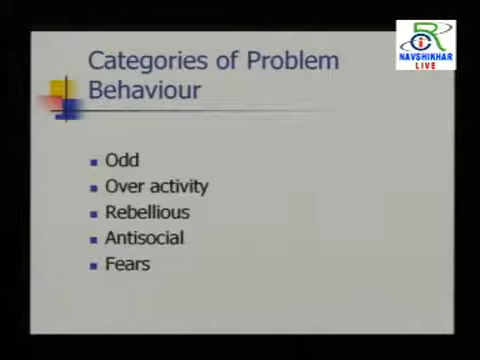 Categories of Problem
Behaviour
Odd
Over activity
Rebellious
Antisocial
Fears
R
NAVSHIKHAR
LIVE